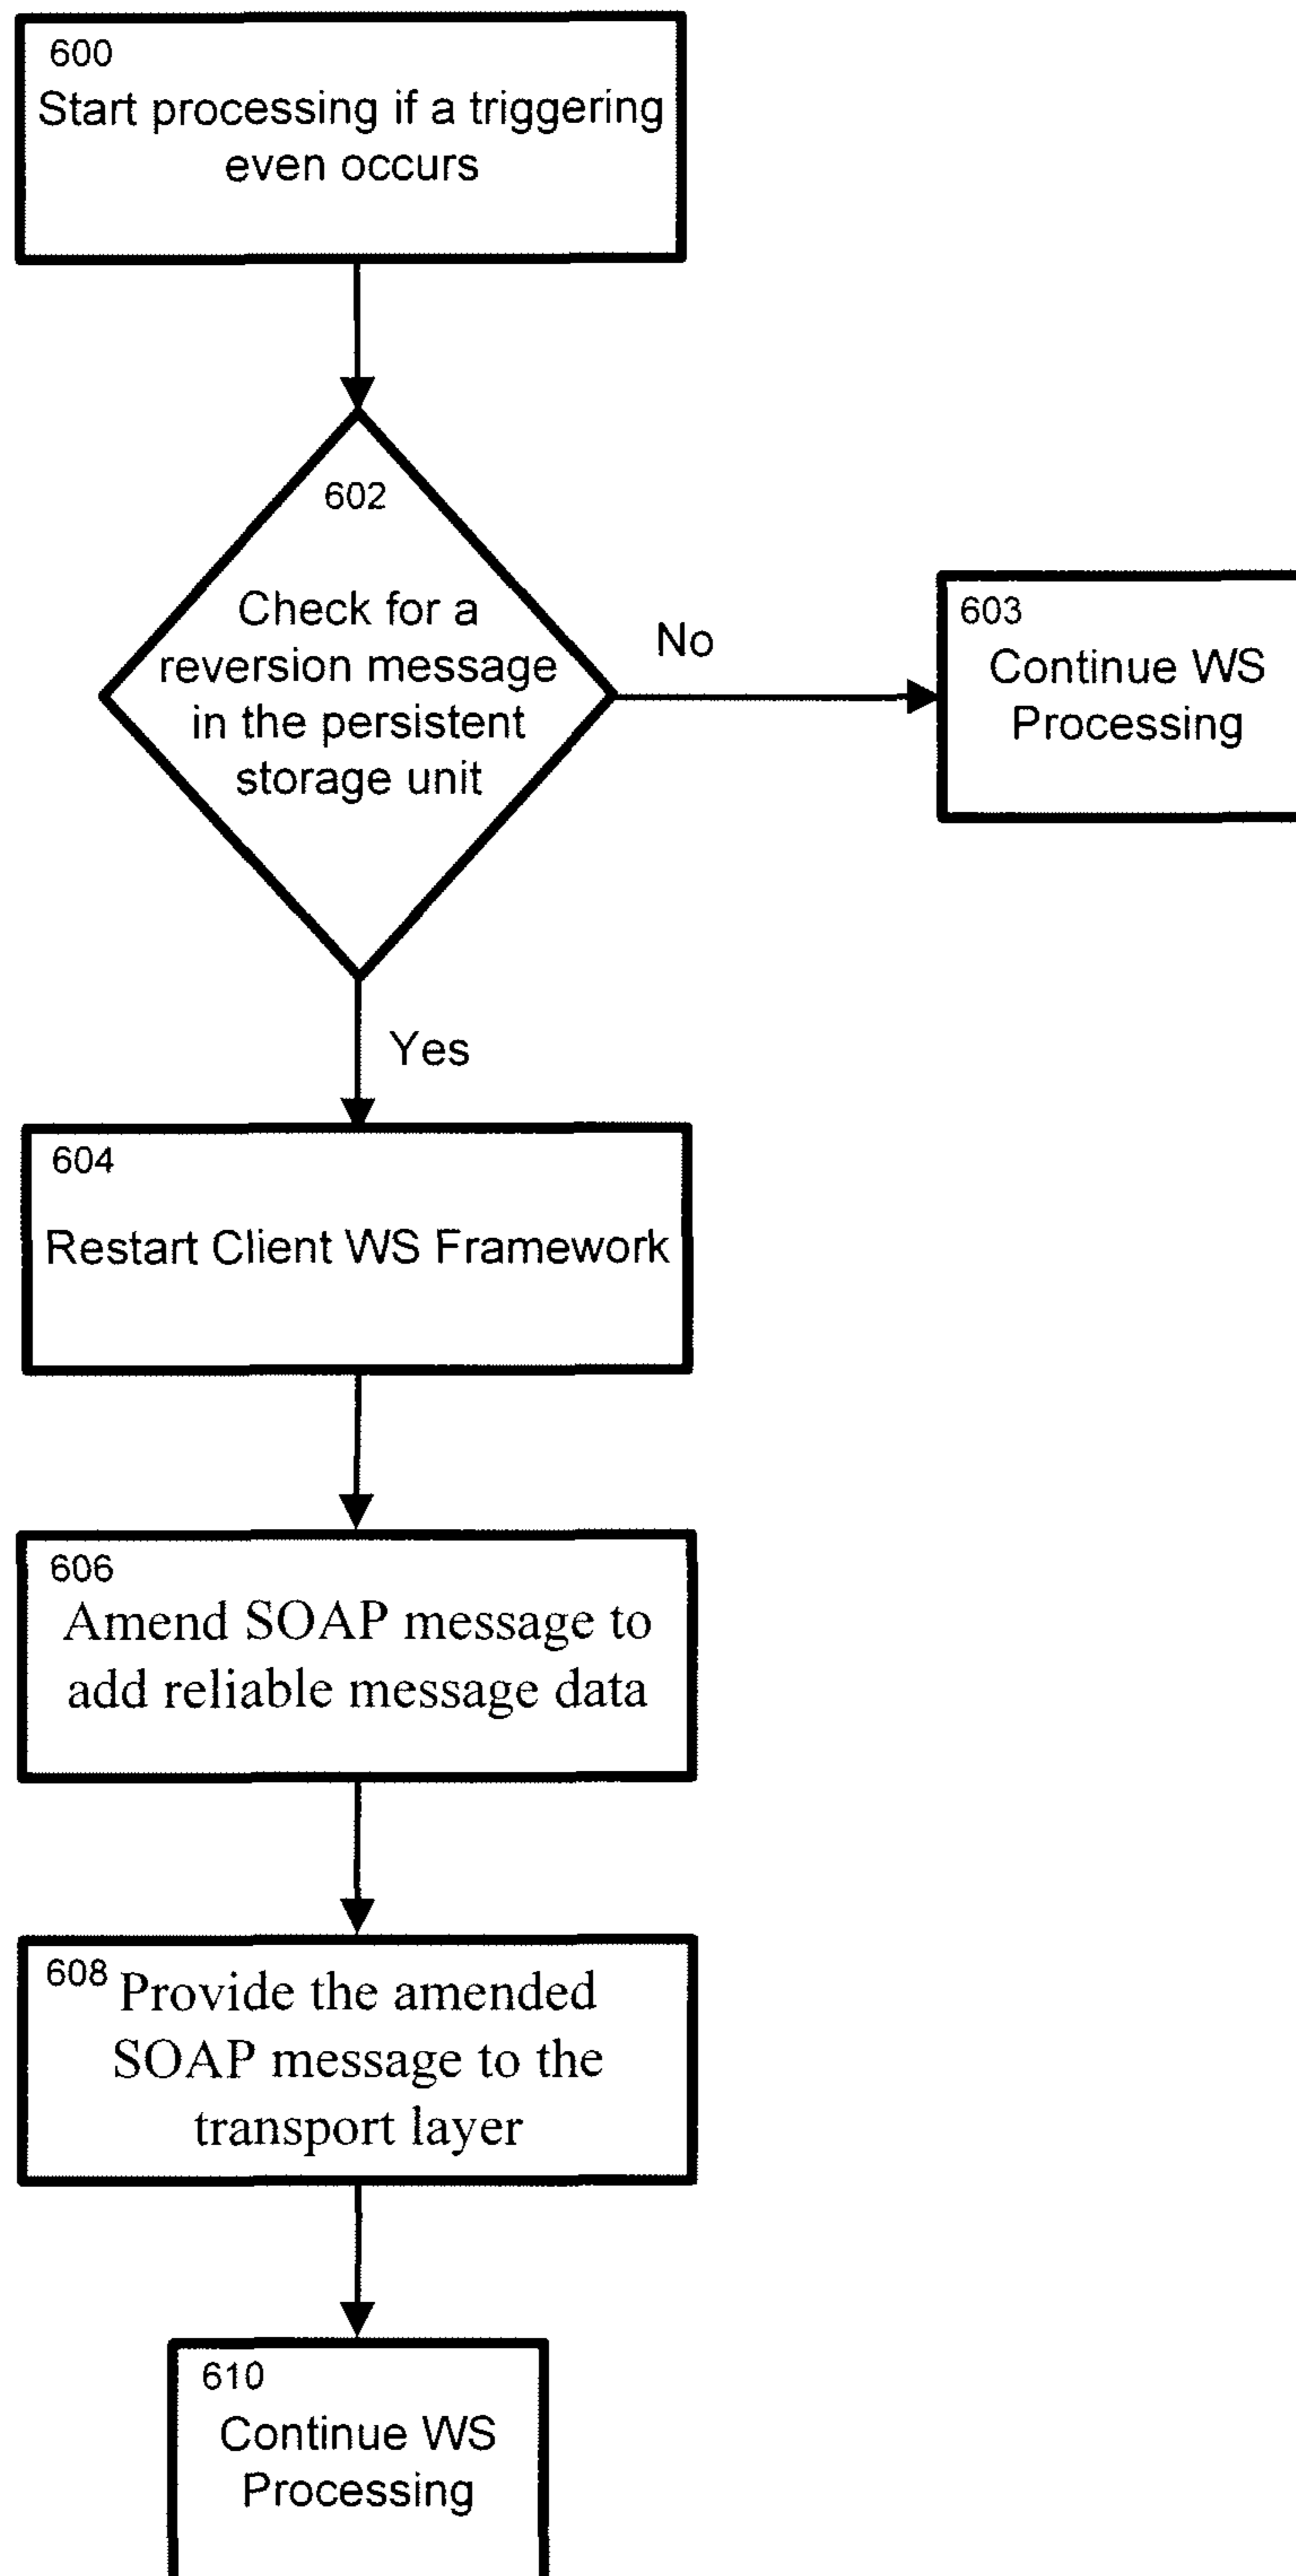 600
Start processing if a triggering
even occurs
602
Check for a
reversion message
in the persistent
storage unit
No
603
Continue WS
Processing
Yes
604
Restart Client WS Framework
606
Amend SOAP message to
add reliable message data
608 Provide the amended
SOAP message to the
transport layer
610
Continue WS
Processing